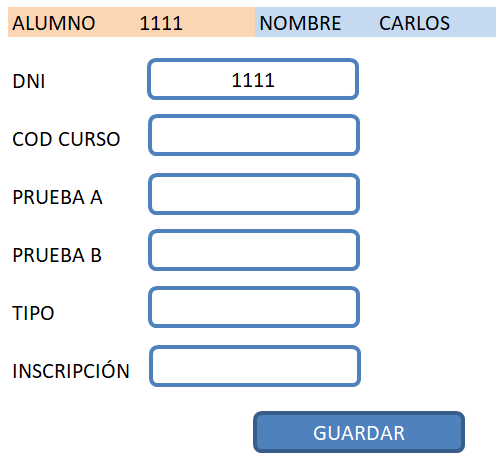 ALUMNO 1111 NOMBRE CARLOS
DNI 1111
COD CURSO
PRUEBA A
PRUEBA B
TIPO
INSCRIPCIÓN
GUARDAR